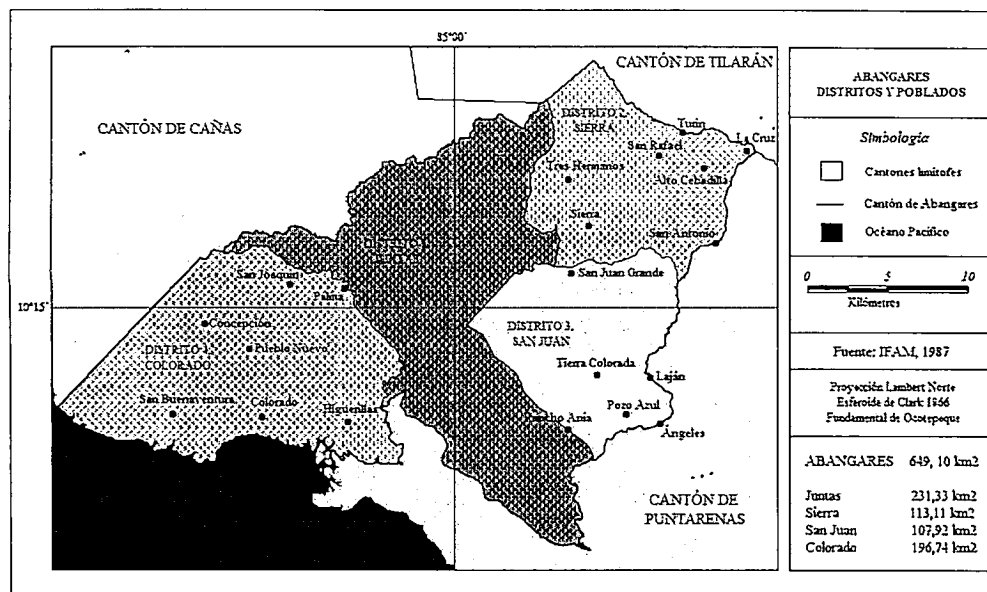 85°00'
CANTÓN DE TILARÁN
CANTÓN DE CAÑAS
DISTRITO 2,
SIERRA
Turín
La Cruz
San Rafael
Tres Hermanos
Alto Cebadilla
Sierra
San Antonio
San Joaquín
Palma
San Juan Grande
10°15'
Concepción
DISTRITO 3,
SAN JUAN
Pueblo Nuevo
COLORADO
Tierra Colorada
Laján
San Buenaventura
Colorado
Higuerillas
Pozo Azul
Pancho Ania
Ángeles
CANTÓN DE
PUNTARENAS
ABANGARES
DISTRITOS Y POBLADOS
Simbología
Cantones limítrofes
Cantón de Abangares
Océano Pacífico
0 5 10
Kilómetros
Fuente: IFAM, 1987
Proyección Lambert Norte
Esferoide de Clark 1866
Fundamental de Ocotepeque
ABANGARES 649, 10 km2
Juntas 231,33 km2
Sierra 113,11 km2
San Juan 107,92 km2
Colorado 196,74 km2